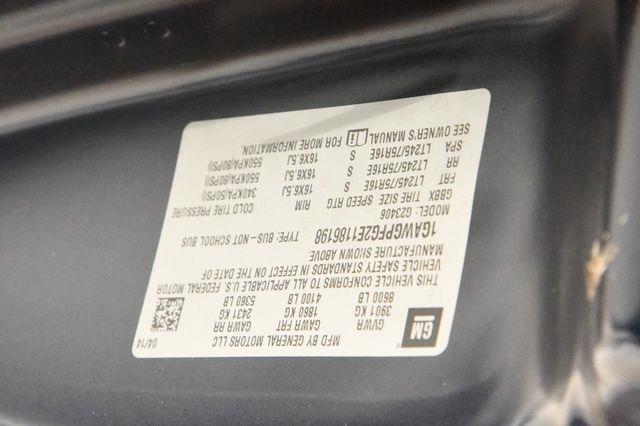 MFD BY GENERAL MOTORS LLC 04/14
GM
GVWR GAWR FRT GAWR RR
3901 KG 1860 KG 2431 KG
8600 LB 4100 LB 5360 LB
THIS VEHICLE CONFORMS TO ALL APPLICABLE U.S. FEDERAL MOTOR
VEHICLE SAFETY STANDARDS IN EFFECT ON THE DATE OF
MANUFACTURE SHOWN ABOVE
1GAWGPFG2E1186198 TYPE: BUS-NOT SCHOOL BUS
MODEL: G23406
GBBX TIRE SIZE SPEED RTG RIM COLD TIRE PRESSURE
FRT LT245/75R16E S 16X6.5J 340KPA(50PSI)
RR LT245/75R16E S 16X6.5J 550KPA(80PSI)
SPA LT245/75R16E S 16X6.5J 550KPA(80PSI)
SEE OWNER'S MANUAL FOR MORE INFORMATION.